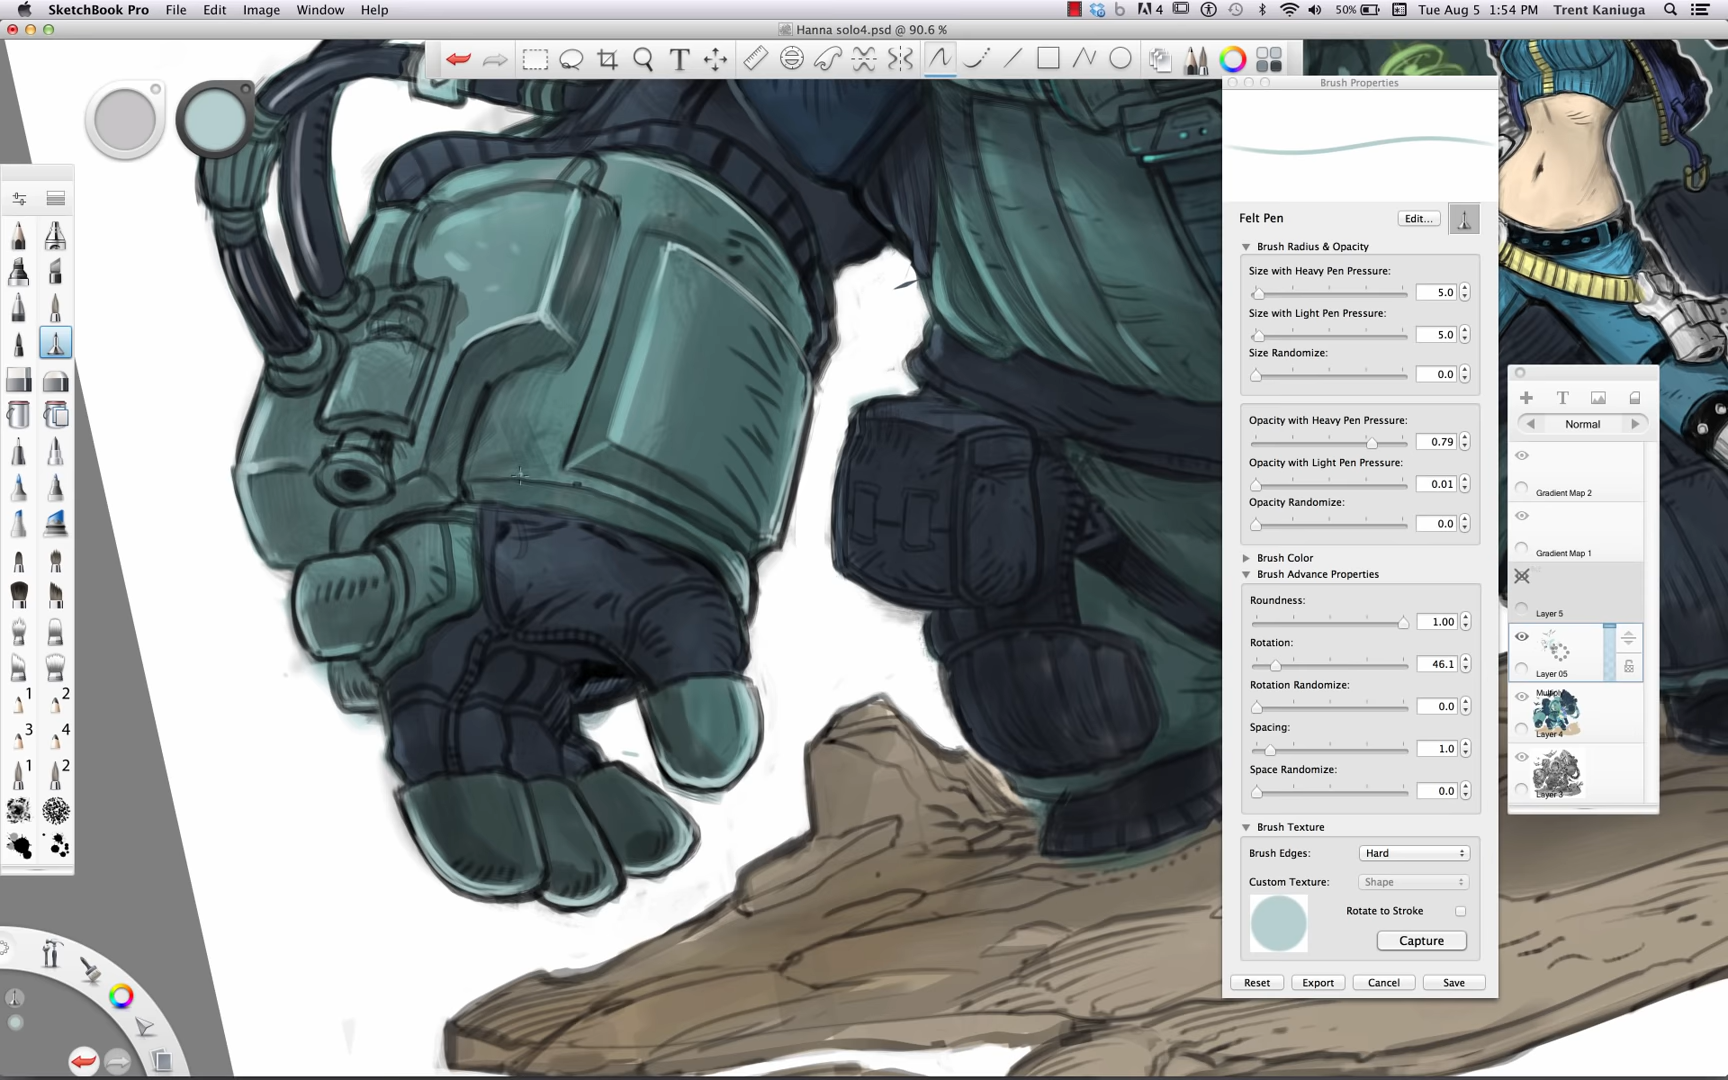 SketchBook Pro File Edit Image Window Help
4 50% Tue Aug 5 1:54 PM Trent Kaniuga
Hanna solo4.psd @ 90.6 %
T
Brush Properties
Felt Pen Edit...
Brush Radius & Opacity
Size with Heavy Pen Pressure:
5.0
Size with Light Pen Pressure:
5.0
Size Randomize:
0.0
Opacity with Heavy Pen Pressure:
0.79
Opacity with Light Pen Pressure:
0.01
Opacity Randomize:
0.0
Brush Color
Brush Advance Properties
Roundness:
1.00
Rotation:
46.1
Rotation Randomize:
0.0
Spacing:
1.0
Space Randomize:
0.0
Brush Texture
Brush Edges: Hard
Custom Texture: Shape
Rotate to Stroke
Capture
Reset Export Cancel Save
T
Normal
Gradient Map 2
Gradient Map 1
Layer 5
Layer 05
Multiply
Layer 4
Layer 3
1 2
3 4
1 2